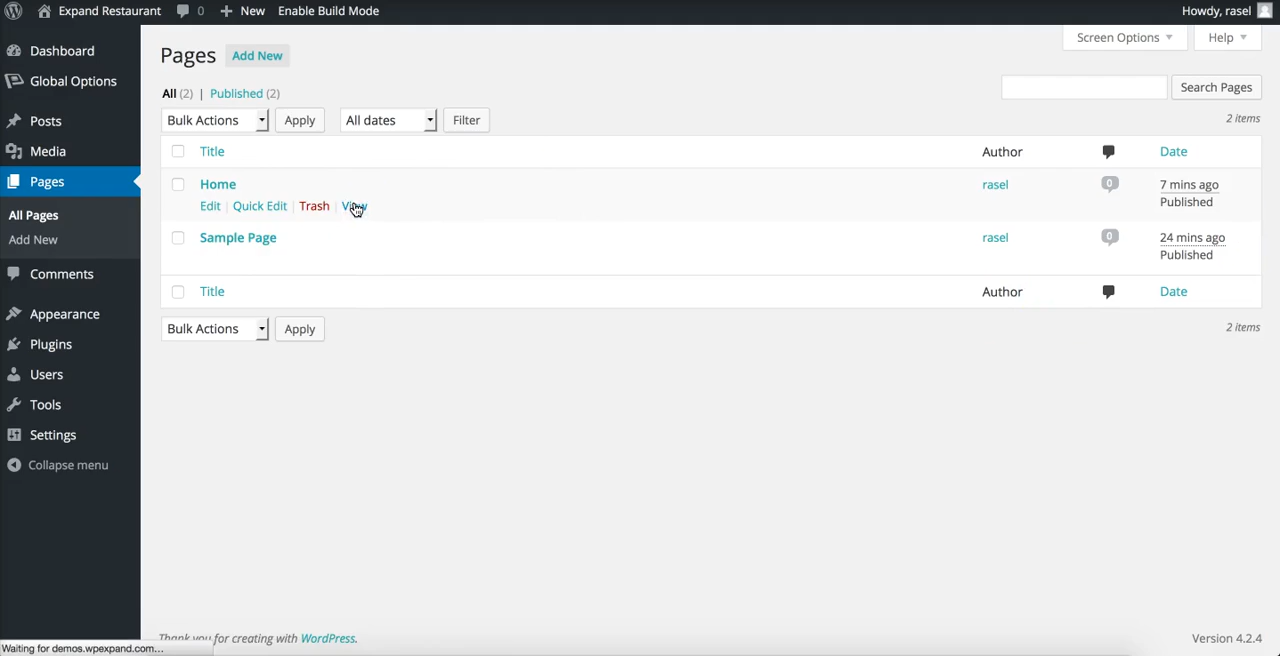 Expand Restaurant 0 New Enable Build Mode Howdy, rasel
Dashboard
Global Options
Posts
Media
Pages
All Pages
Add New
Comments
Appearance
Plugins
Users
Tools
Settings
Collapse menu
Screen Options Help
Pages Add New
All (2) | Published (2)
Search Pages
Bulk Actions Apply All dates Filter 2 items
Title Author Date
Home rasel 0 7 mins ago
Published
Edit | Quick Edit | Trash | View
Sample Page rasel 0 24 mins ago
Published
Title Author Date
Bulk Actions Apply 2 items
Thank you for creating with WordPress. Version 4.2.4
Waiting for demos.wpexpand.com...